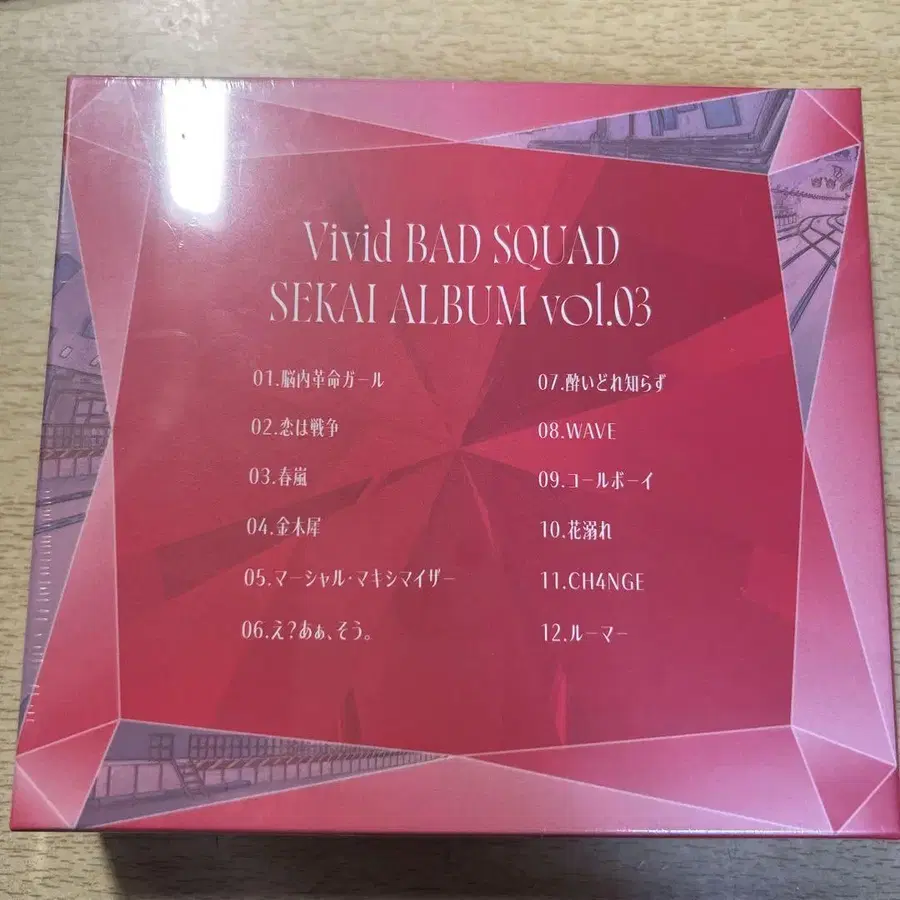 Vivid BAD SQUAD
SEKAI ALBUM vol.03
01.脳内革命ガール
02.恋は戦争
03.春嵐
04.金木犀
05.マーシャル・マキシマイザー
06.え?あぁ、そう。
07.酔いどれ知らず
08.WAVE
09.コールボーイ
10.花溺れ
11.CH4NGE
12.ルーマー